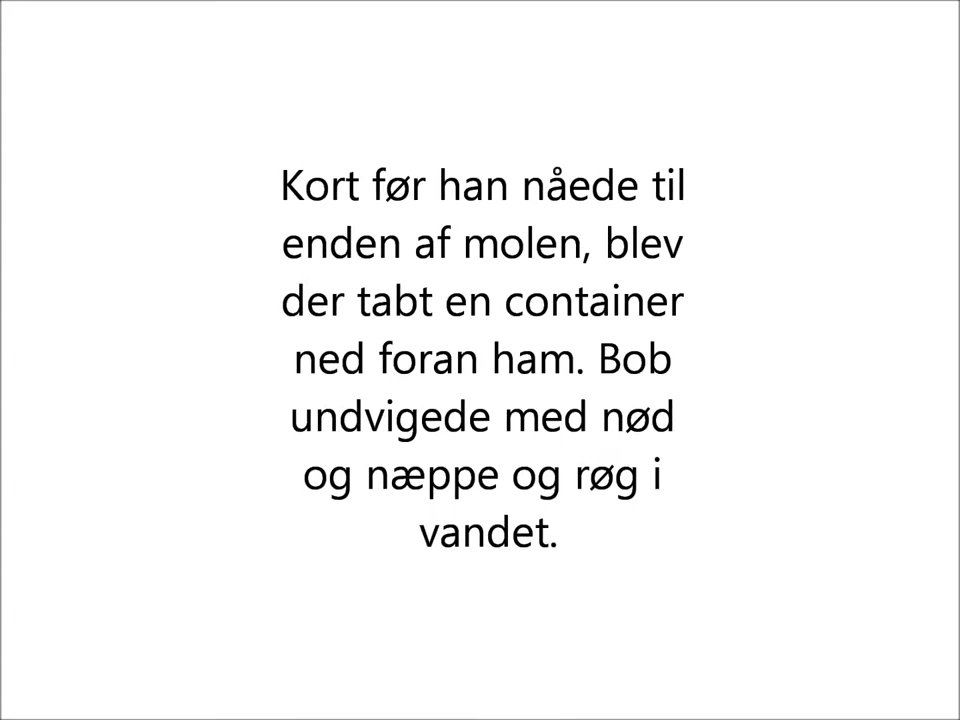 Kort før han nåede til
enden af molen, blev
der tabt en container
ned foran ham. Bob
undvigede med nød
og næppe og røg i
vandet.